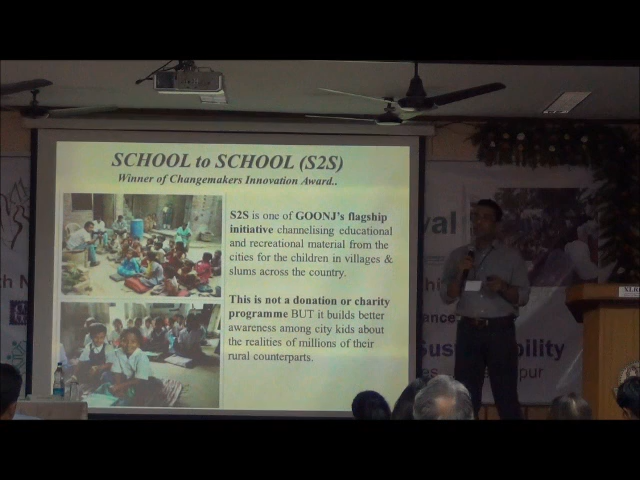 SCHOOL to SCHOOL (S2S)
Winner of Changemakers Innovation Award..
S2S is one of GOONJ's flagship
initiative channelising educational
and recreational material from the
cities for the children in villages &
slums across the country.
This is not a donation or charity
programme BUT it builds better
awareness among city kids about
the realities of millions of their
rural counterparts.
val
ance
Sustainability
pur
XLRI